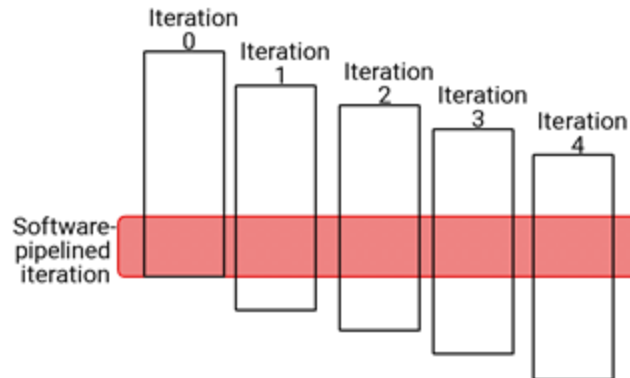 Iteration
0
Iteration
1
Iteration
2
Iteration
3
Iteration
4
Software-
pipelined
iteration